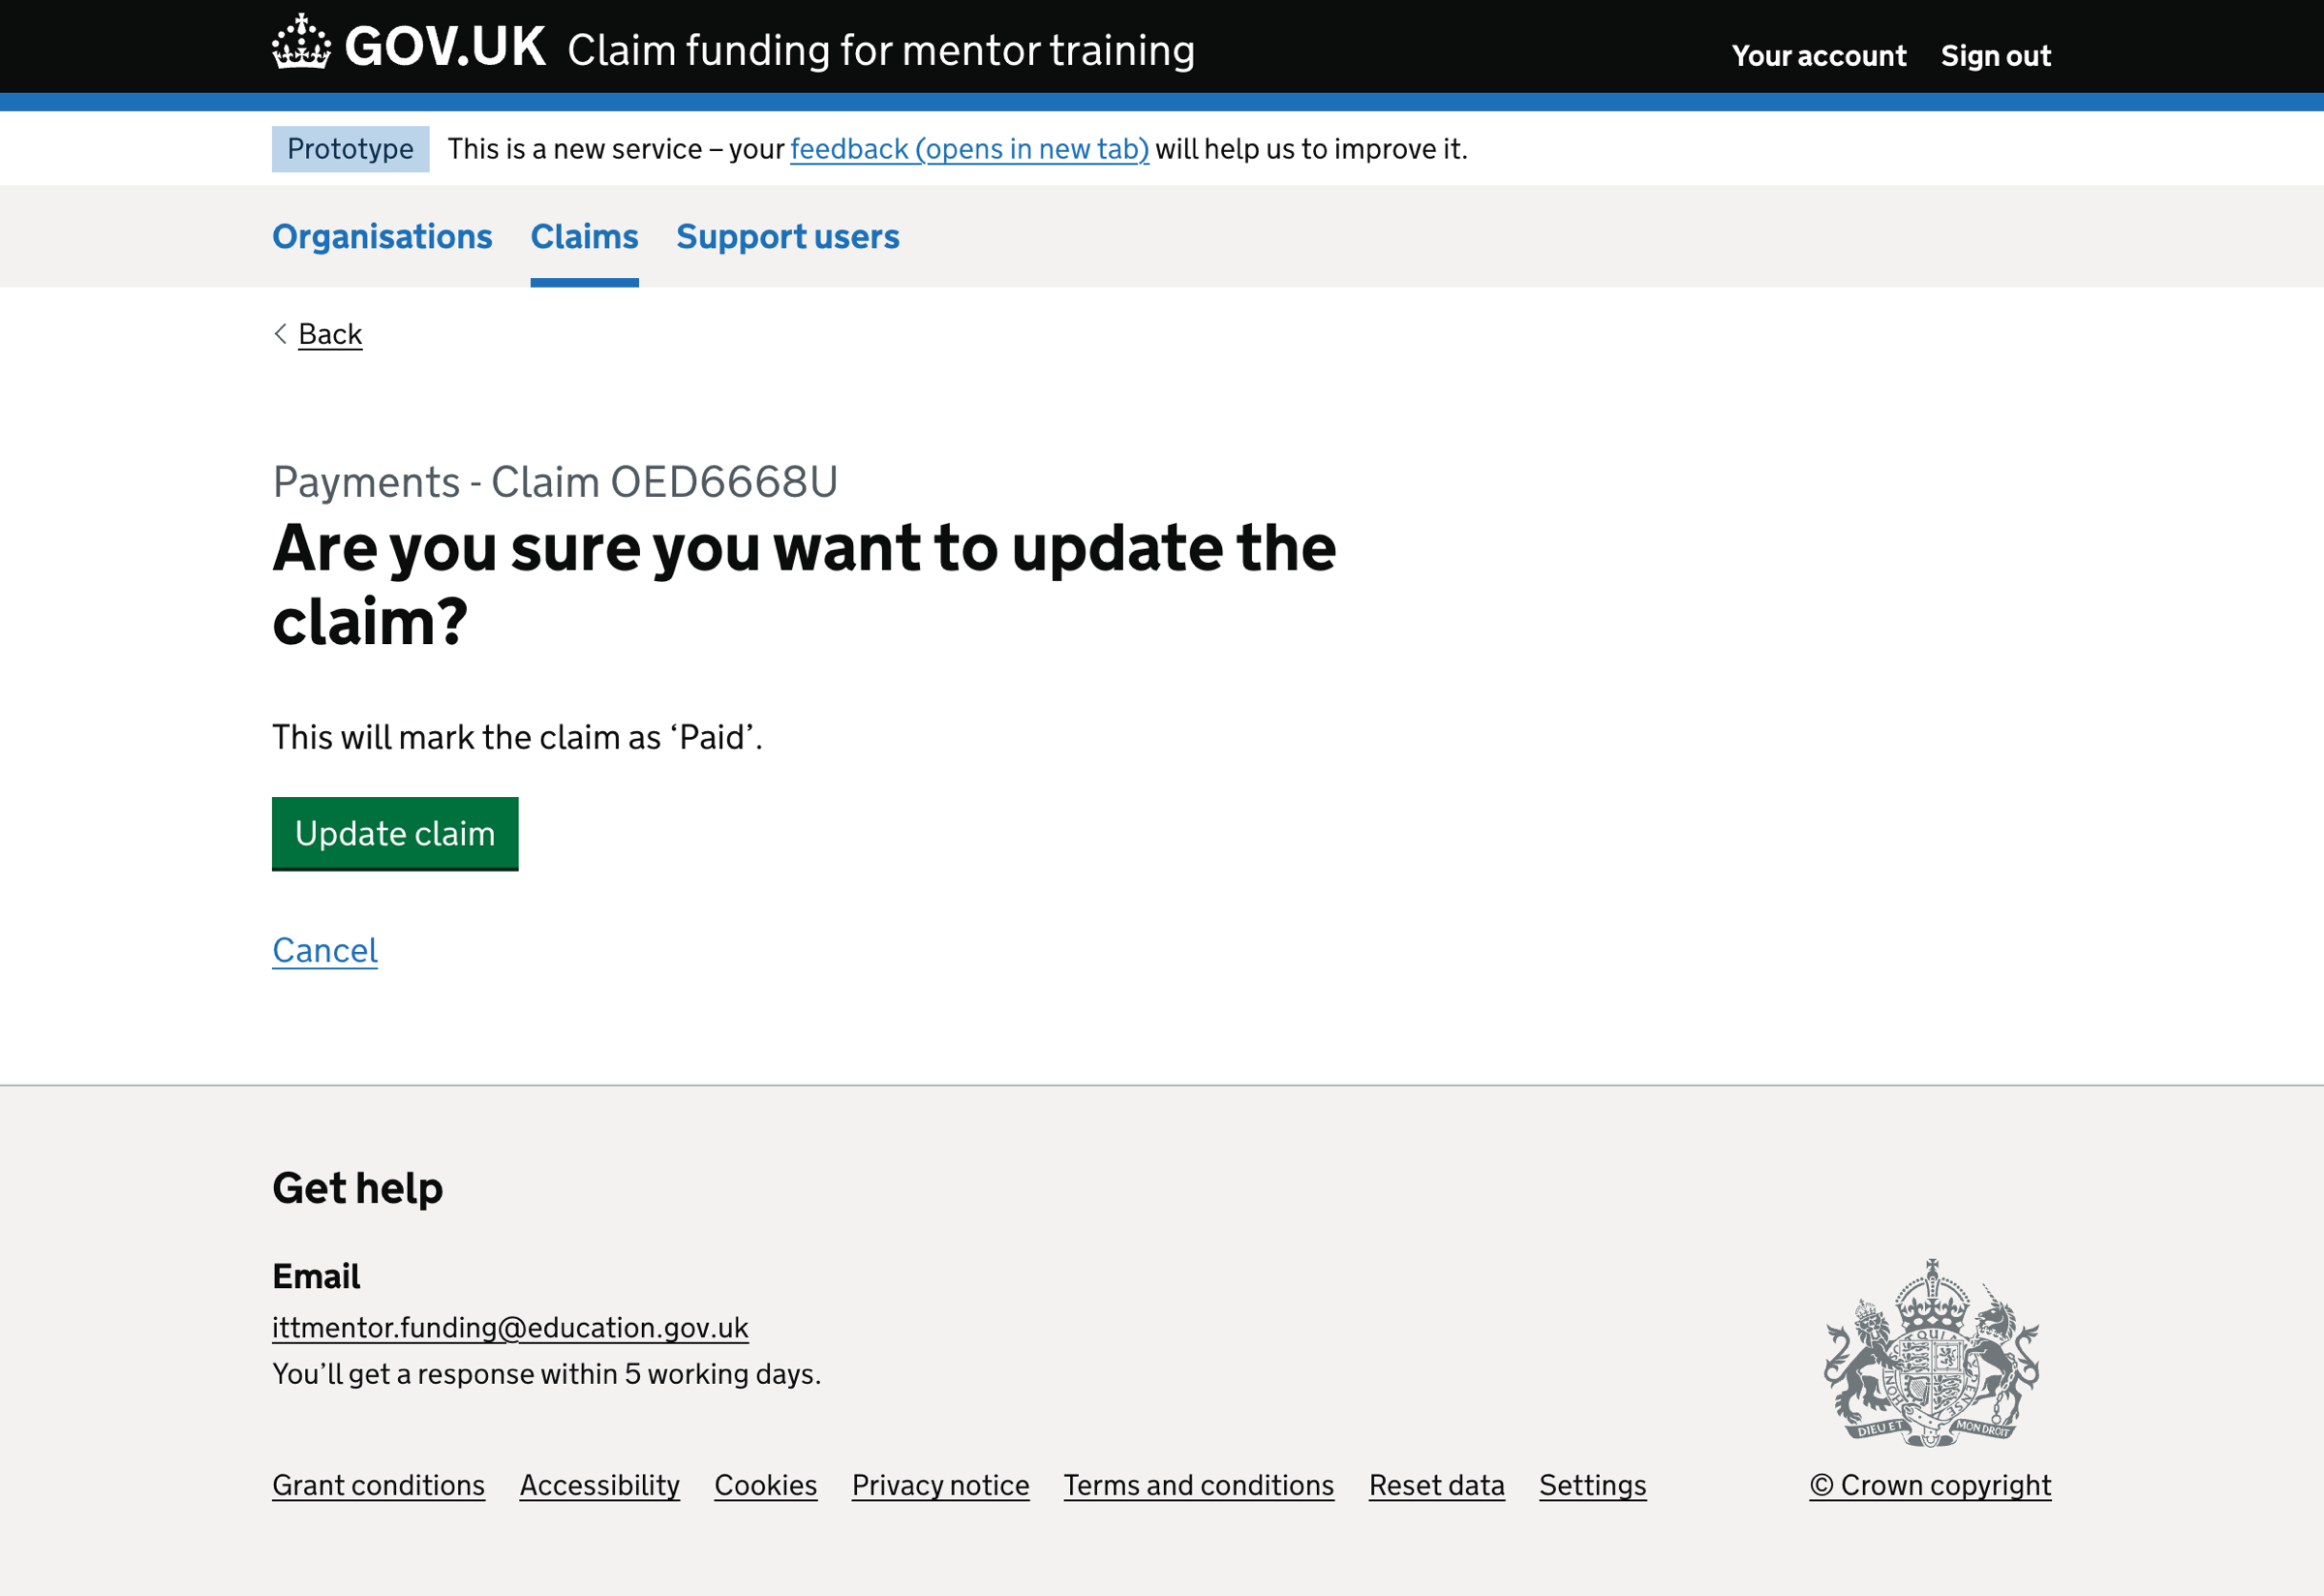 GOV.UK Claim funding for mentor training Your account Sign out
Prototype This is a new service – your feedback (opens in new tab) will help us to improve it.
Organisations Claims Support users
Back
Payments - Claim OED6668U
Are you sure you want to update the
claim?
This will mark the claim as ‘Paid’.
Update claim
Cancel
Get help
Email
ittmentor.funding@education.gov.uk
You’ll get a response within 5 working days.
DIEU ET MON DROIT
Grant conditions Accessibility Cookies Privacy notice Terms and conditions Reset data Settings © Crown copyright